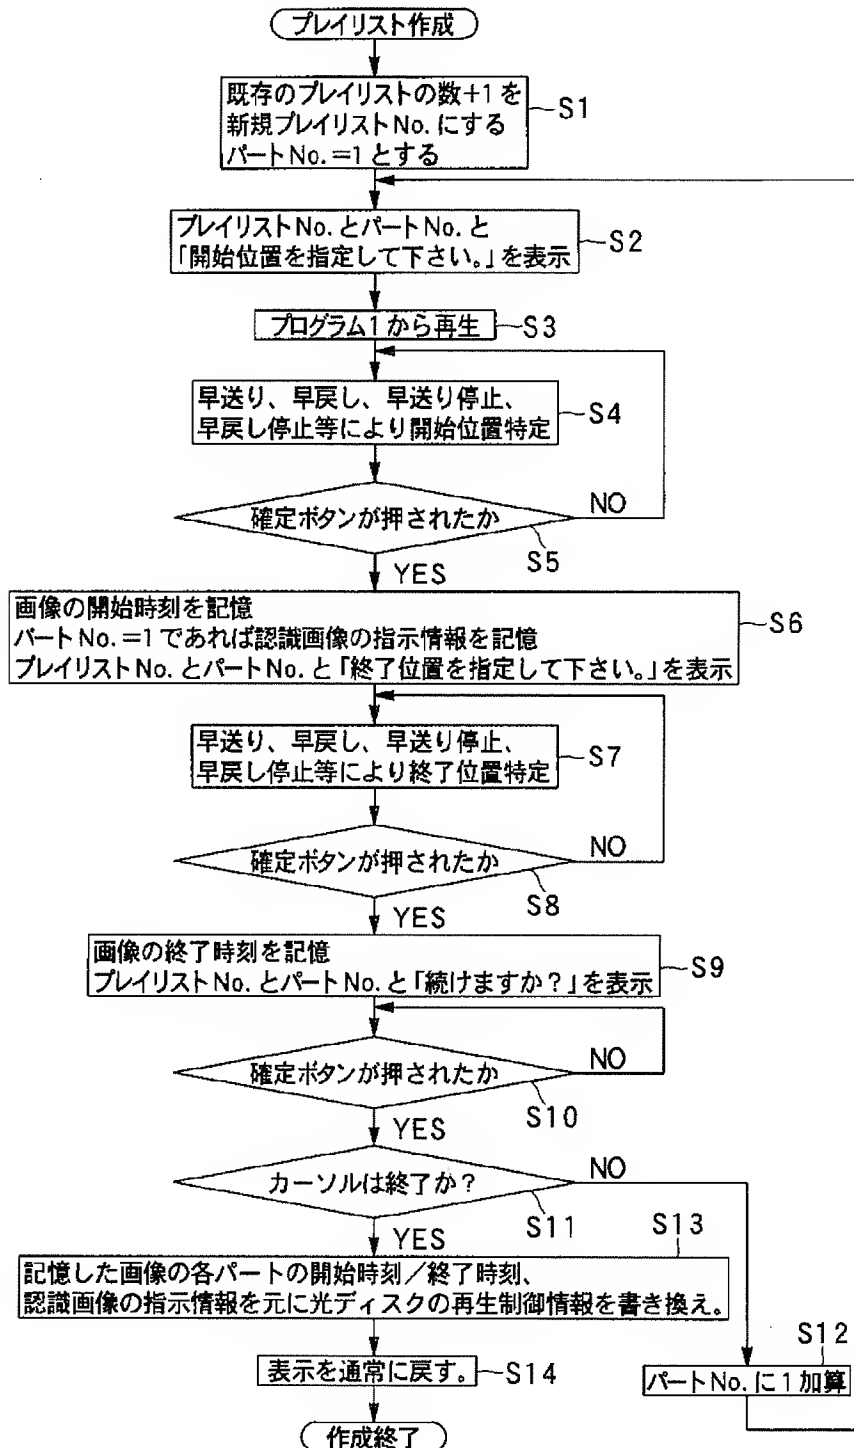 プレイリスト作成
既存のプレイリストの数+1を
新規プレイリストNo.にする
パートNo.=1とする
S1
プレイリストNo.とパートNo.と
「開始位置を指定して下さい。」を表示
S2
プログラム1から再生
S3
早送り、早戻し、早送り停止、
早戻し停止等により開始位置特定
S4
確定ボタンが押されたか
NO
S5
YES
画像の開始時刻を記憶
パートNo.=1であれば認識画像の指示情報を記憶
プレイリストNo.とパートNo.と「終了位置を指定して下さい。」を表示
S6
早送り、早戻し、早送り停止、
早戻し停止等により終了位置特定
S7
確定ボタンが押されたか
NO
S8
YES
画像の終了時刻を記憶
プレイリストNo.とパートNo.と「続けますか?」を表示
S9
確定ボタンが押されたか
NO
S10
YES
カーソルは終了か?
NO
S11
YES
S13
記憶した画像の各パートの開始時刻/終了時刻、
認識画像の指示情報を元に光ディスクの再生制御情報を書き換え。
S12
表示を通常に戻す。
S14
パートNo.に1加算
作成終了